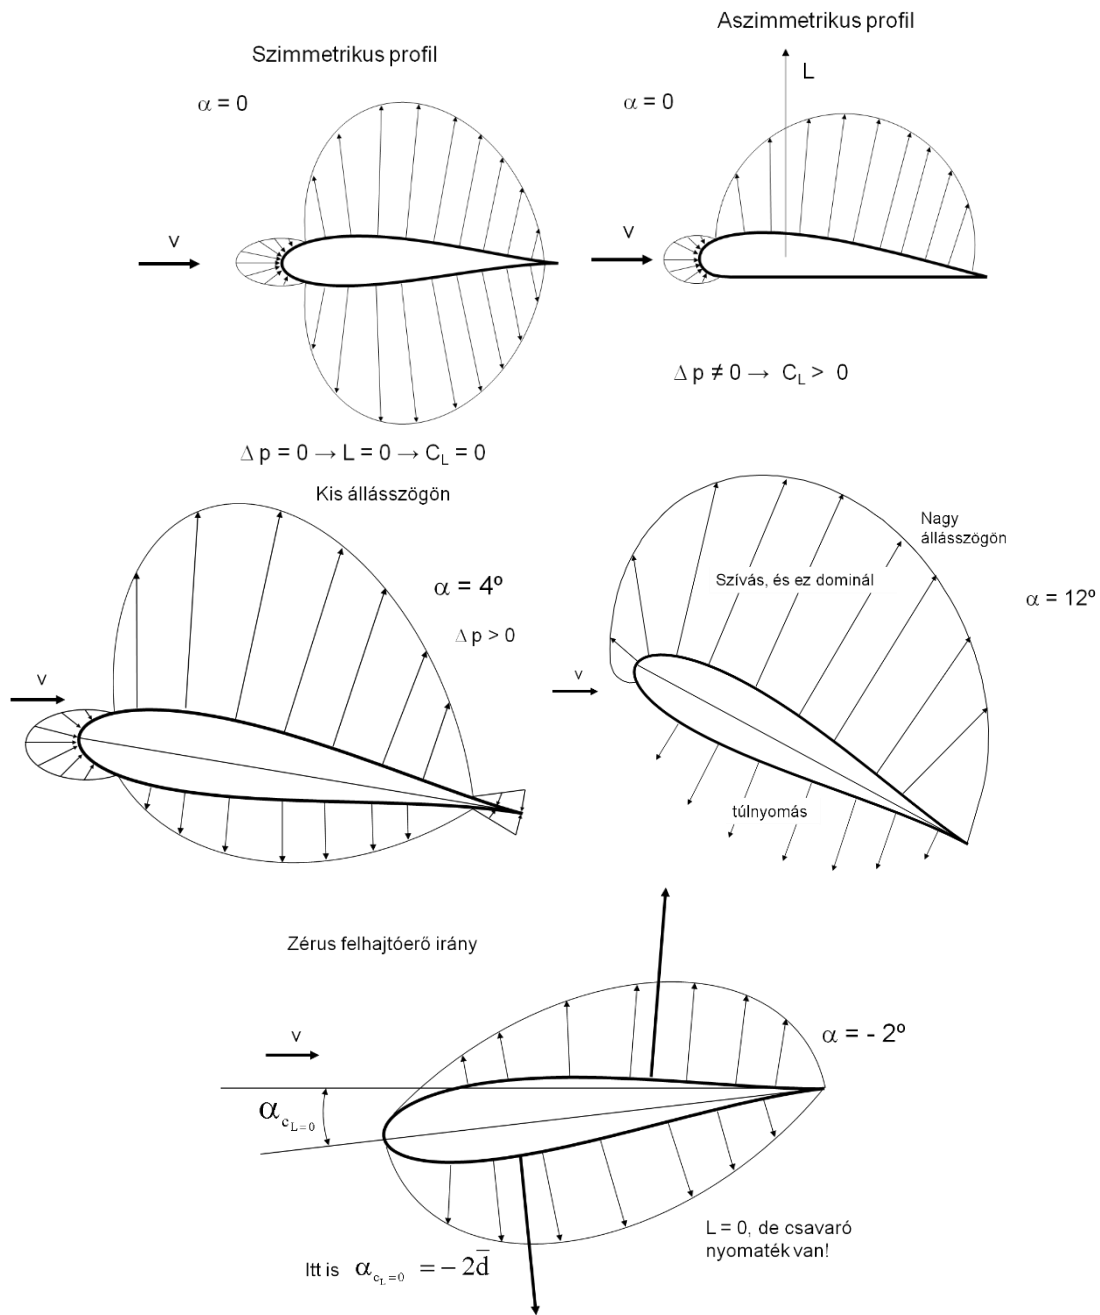 Aszimmetrikus profil
Szimmetrikus profil
L
α = 0
α = 0
v
v
Δ p ≠ 0 → C_L > 0
Δ p = 0 → L = 0 → C_L = 0
Kis állásszögön
Nagy
állásszögön
α = 4º
Szívás, és ez dominál
α = 12º
Δ p > 0
v
v
túlnyomás
Zérus felhajtóerő irány
α = - 2º
v
α_{c_{L=0}}
L = 0, de csavaró
nyomaték van!
Itt is α_{c_{L}=0} = − 2d̅